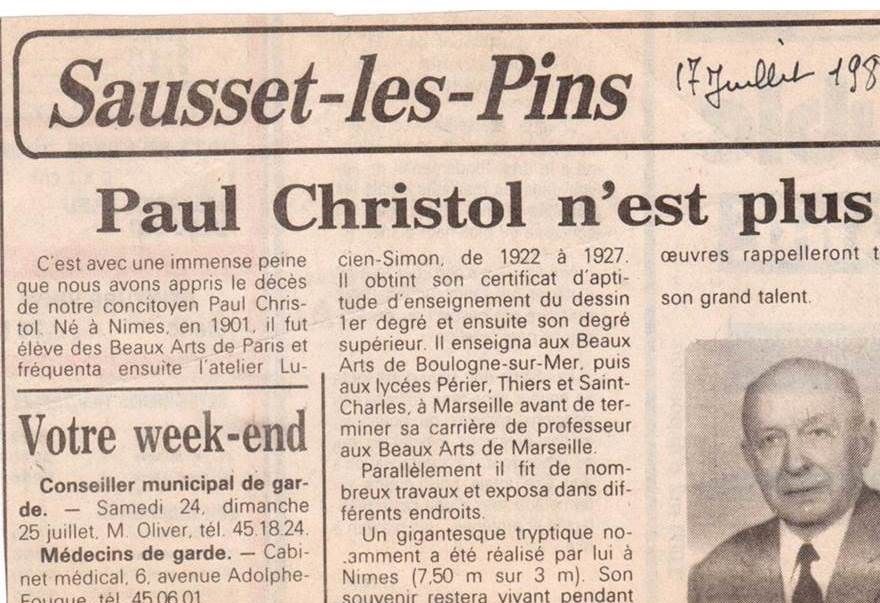 Sausset-les-Pins
17 Juillet 198
Paul Christol n'est plus
C'est avec une immense peine
que nous avons appris le décès
de notre concitoyen Paul Chris-
tol. Né à Nimes, en 1901, il fut
élève des Beaux Arts de Paris et
fréquenta ensuite l'atelier Lu-
cien-Simon, de 1922 à 1927.
Il obtint son certificat d'apti-
tude d'enseignement du dessin
1er degré et ensuite son degré
supérieur. Il enseigna aux Beaux
Arts de Boulogne-sur-Mer, puis
aux lycées Périer, Thiers et Saint-
Charles, à Marseille avant de ter-
miner sa carrière de professeur
aux Beaux Arts de Marseille.
Parallèlement il fit de nom-
breux travaux et exposa dans dif-
férents endroits.
Un gigantesque tryptique no-
.amment a été réalisé par lui à
Nimes (7,50 m sur 3 m). Son
souvenir restera vivant pendant
œuvres rappelleront t
son grand talent.
Votre week-end
Conseiller municipal de gar-
de. — Samedi 24, dimanche
25 juillet, M. Oliver, tél. 45.18.24.
Médecins de garde. — Cabi-
net médical, 6, avenue Adolphe-
Fouque, tél. 45.06.01